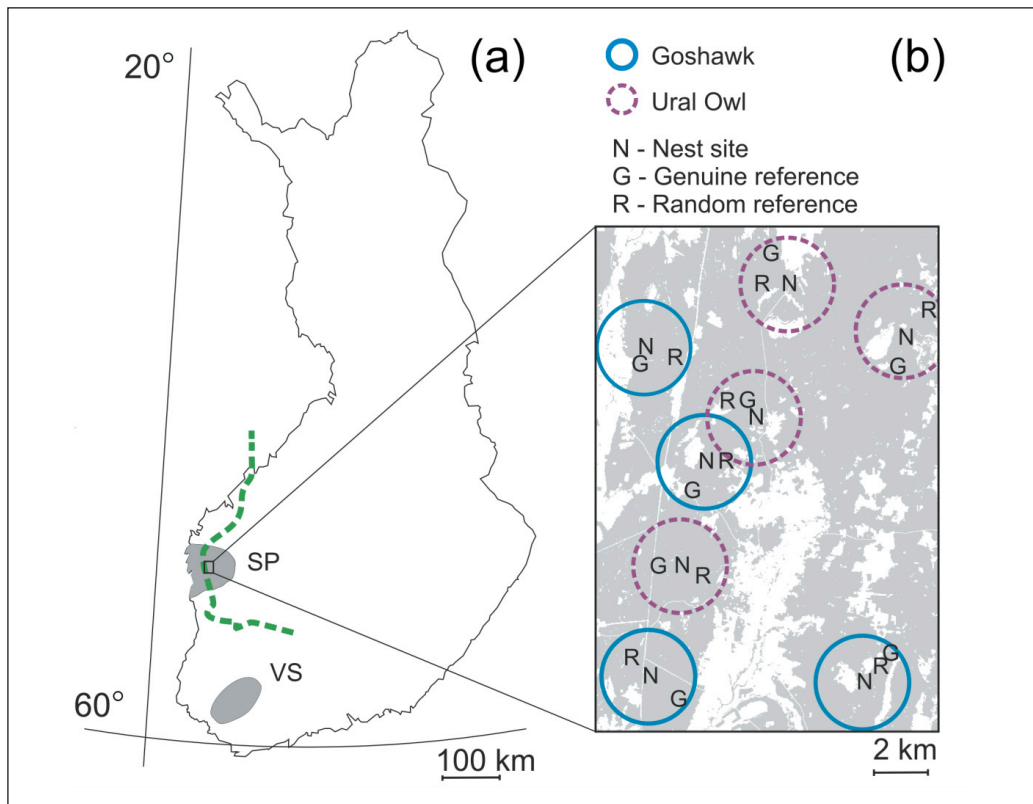 (a)
20°
SP
VS
60°
100 km
(b)
Goshawk
Ural Owl
N - Nest site
G - Genuine reference
R - Random reference
G
R N
R
N
G
N
G R
R G
N
N R
G
G N R
R
N
G
G
R
N
2 km